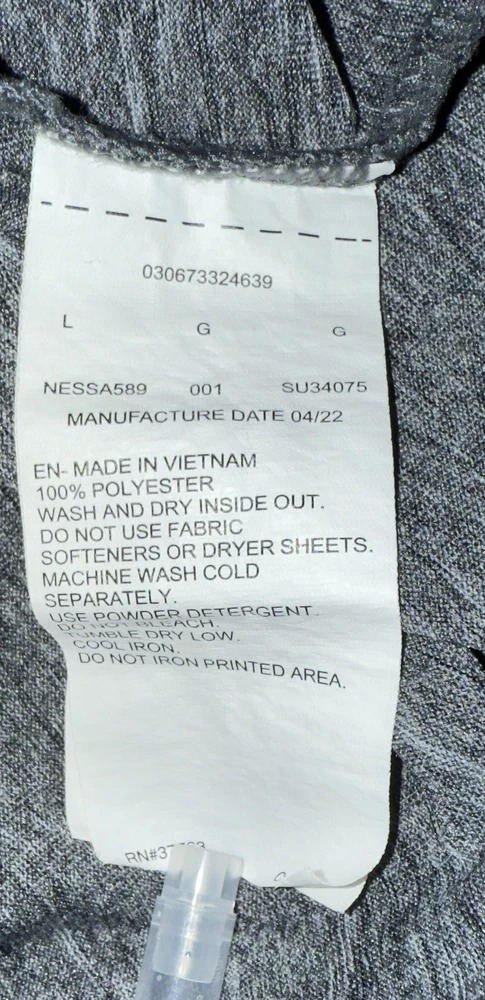 030673324639
L G G
NESSA589 001 SU34075
MANUFACTURE DATE 04/22
EN- MADE IN VIETNAM
100% POLYESTER
WASH AND DRY INSIDE OUT.
DO NOT USE FABRIC
SOFTENERS OR DRYER SHEETS.
MACHINE WASH COLD
SEPARATELY.
USE POWDER DETERGENT.
DO NOT BLEACH.
TUMBLE DRY LOW.
COOL IRON.
DO NOT IRON PRINTED AREA.